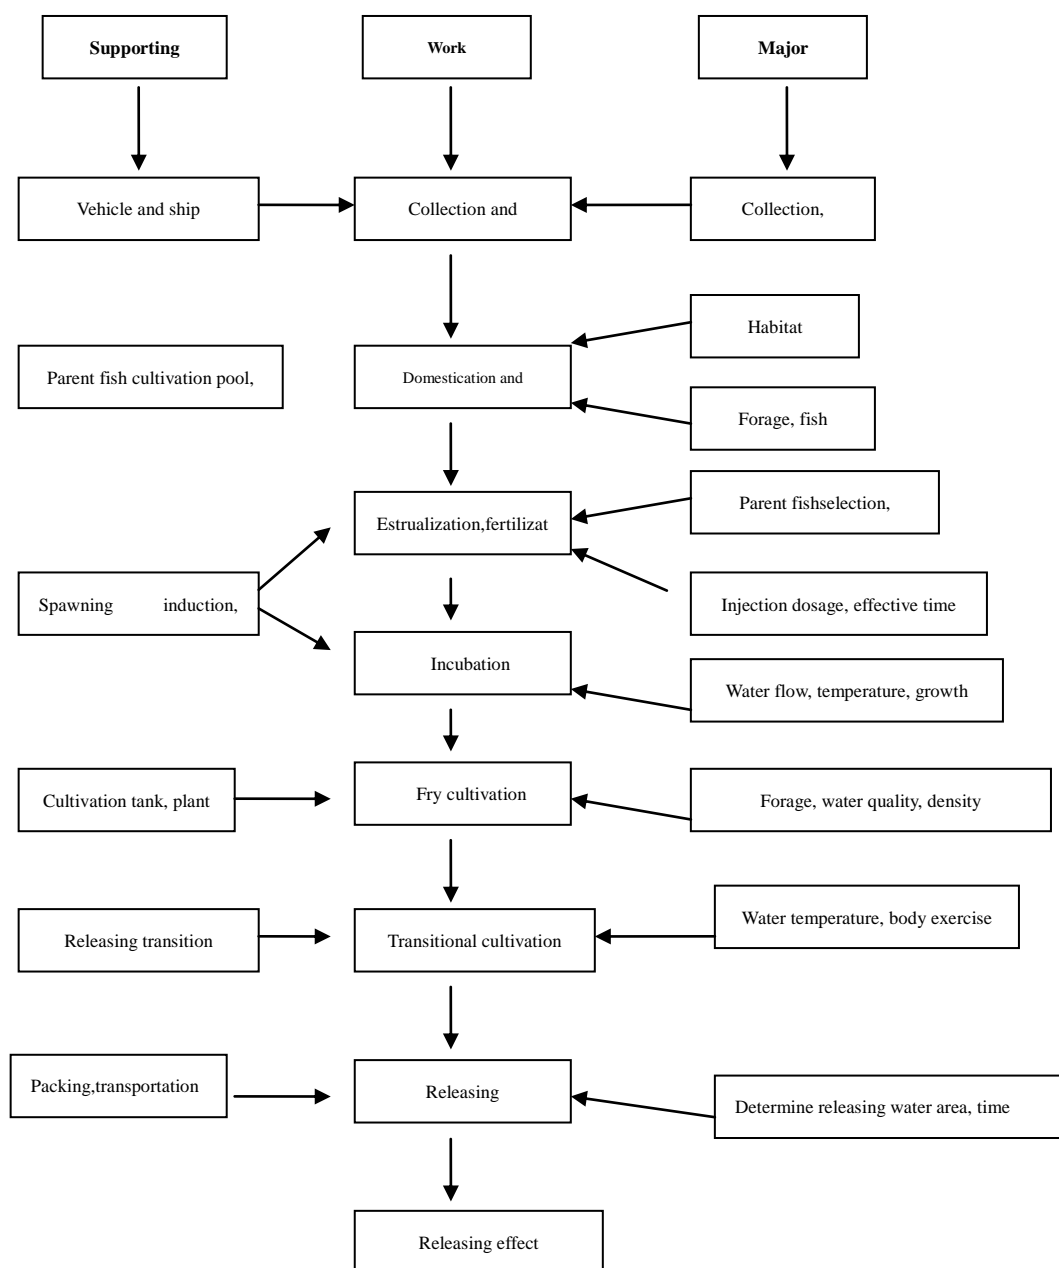 Supporting
Work
Major
Vehicle and ship
Collection and
Collection,
Habitat
Parent fish cultivation pool,
Domestication and
Forage, fish
Parent fishselection,
Estrualization,fertilizat
Spawning induction,
Injection dosage, effective time
Incubation
Water flow, temperature, growth
Cultivation tank, plant
Fry cultivation
Forage, water quality, density
Water temperature, body exercise
Releasing transition
Transitional cultivation
Packing,transportation
Releasing
Determine releasing water area, time
Releasing effect